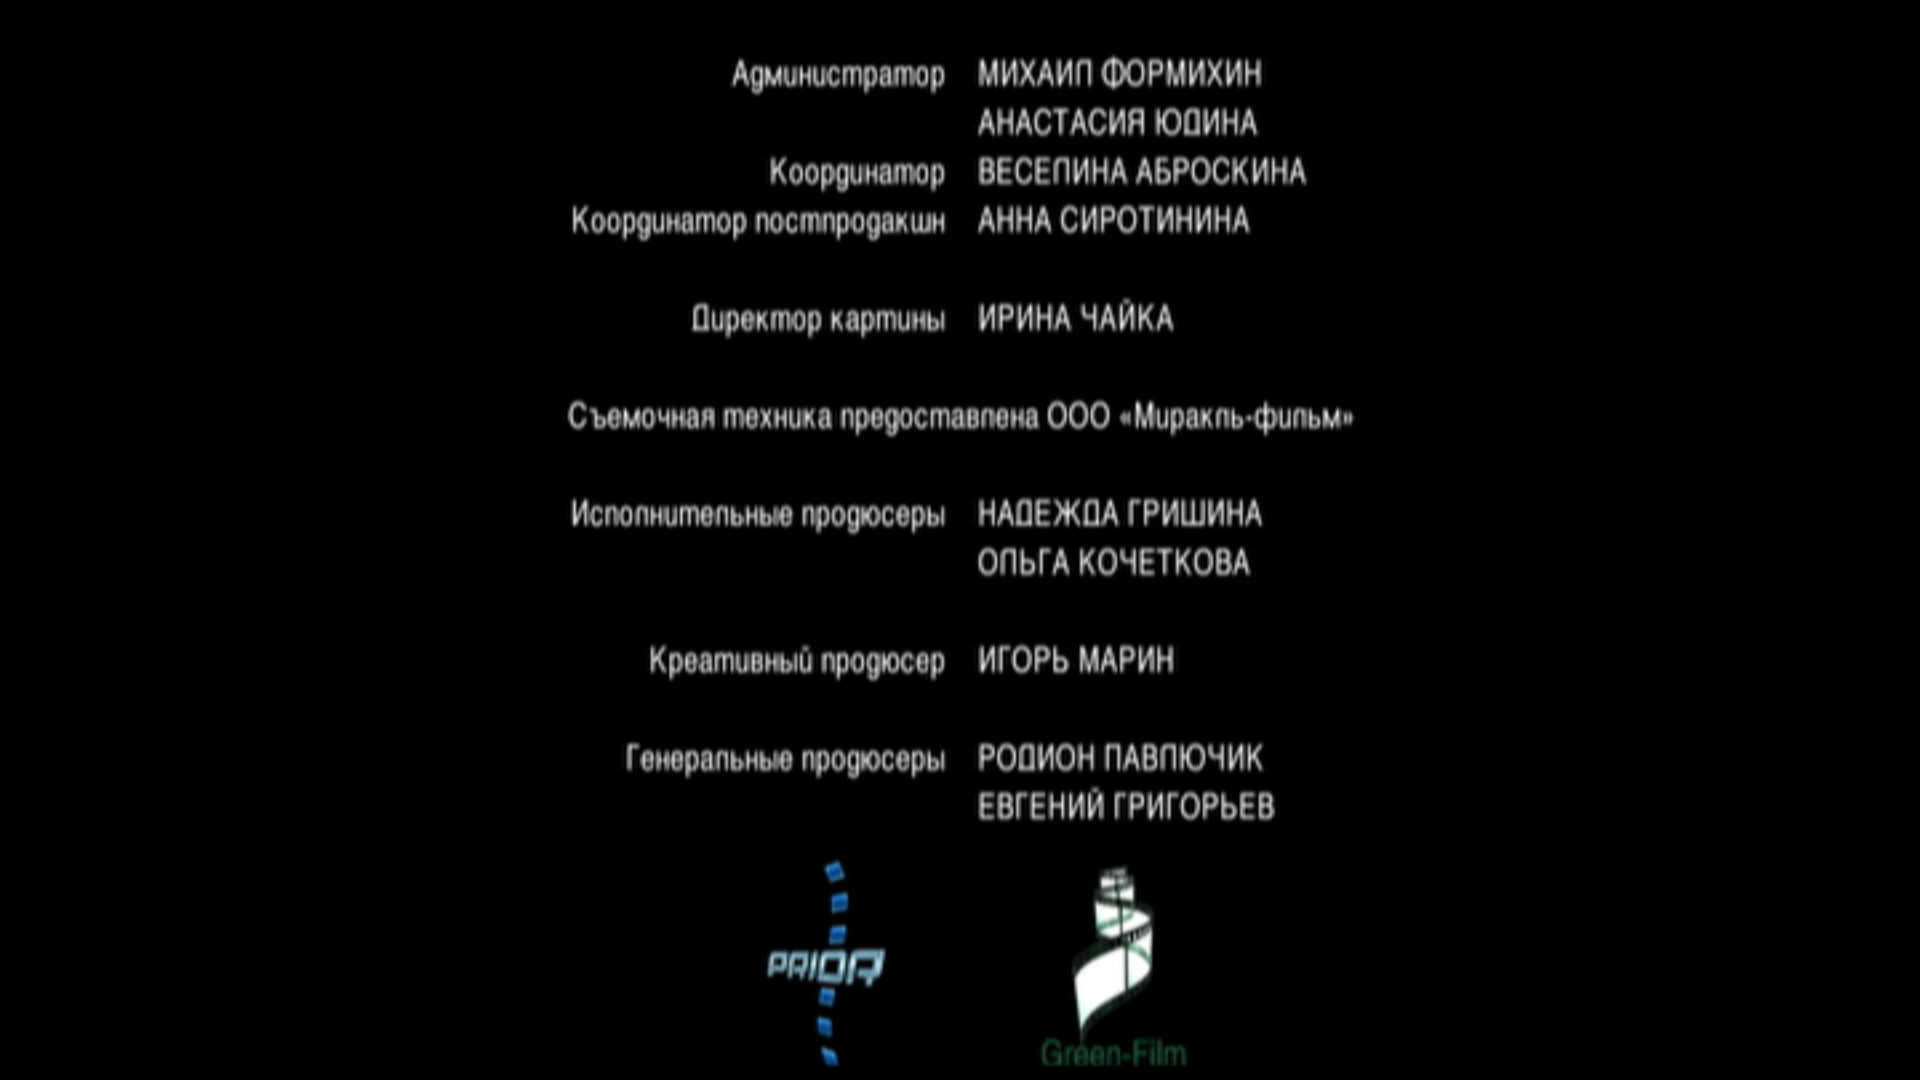 Администратор МИХАИЛ ФОРМИХИН
АНАСТАСИЯ ЮДИНА
Координатор ВЕСЕЛИНА АБРОСКИНА
Координатор постпродакшн АННА СИРОТИНИНА
Директор картины ИРИНА ЧАЙКА
Съемочная техника предоставлена ООО «Миракль-фильм»
Исполнительные продюсеры НАДЕЖДА ГРИШИНА
ОЛЬГА КОЧЕТКОВА
Креативный продюсер ИГОРЬ МАРИН
Генеральные продюсеры РОДИОН ПАВЛЮЧИК
ЕВГЕНИЙ ГРИГОРЬЕВ
PRIOR
Green-Film